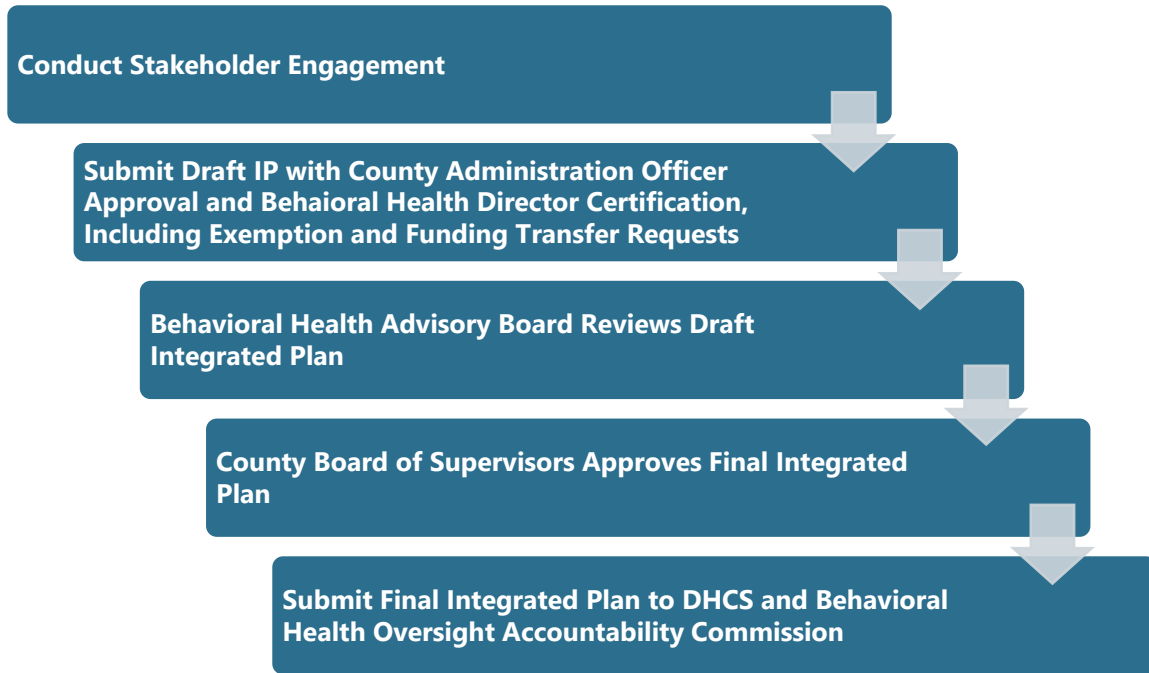 Conduct Stakeholder Engagement
Submit Draft IP with County Administration Officer
Approval and Behaioral Health Director Certification,
Including Exemption and Funding Transfer Requests
Behavioral Health Advisory Board Reviews Draft
Integrated Plan
County Board of Supervisors Approves Final Integrated
Plan
Submit Final Integrated Plan to DHCS and Behavioral
Health Oversight Accountability Commission